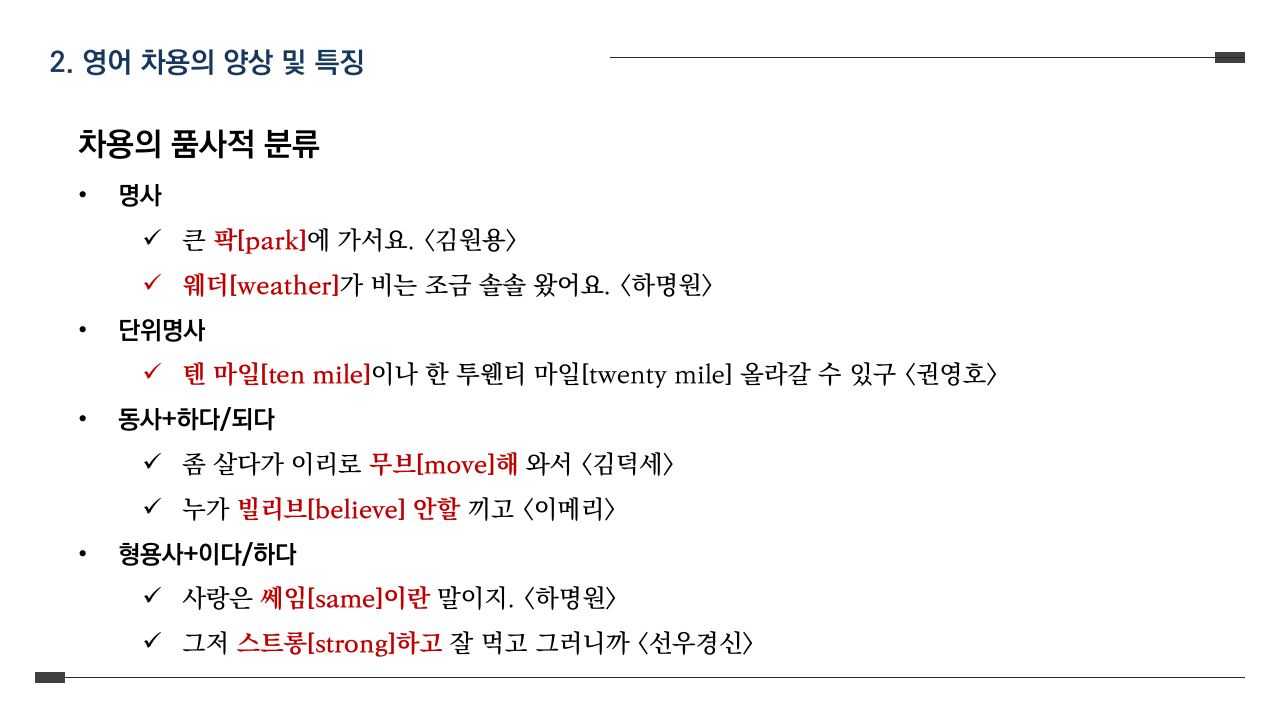 2. 영어 차용의 양상 및 특징
차용의 품사적 분류
• 명사
✓ 큰 팍[park]에 가서요. 〈김원용〉
✓ 웨더[weather]가 비는 조금 솔솔 왔어요. 〈하명원〉
• 단위명사
✓ 텐 마일[ten mile]이나 한 투웬티 마일[twenty mile] 올라갈 수 있구 〈권영호〉
• 동사+하다/되다
✓ 좀 살다가 이리로 무브[move]해 와서 〈김덕세〉
✓ 누가 빌리브[believe] 안할 끼고 〈이메리〉
• 형용사+이다/하다
✓ 사랑은 쎄임[same]이란 말이지. 〈하명원〉
✓ 그저 스트롱[strong]하고 잘 먹고 그러니까 〈선우경신〉